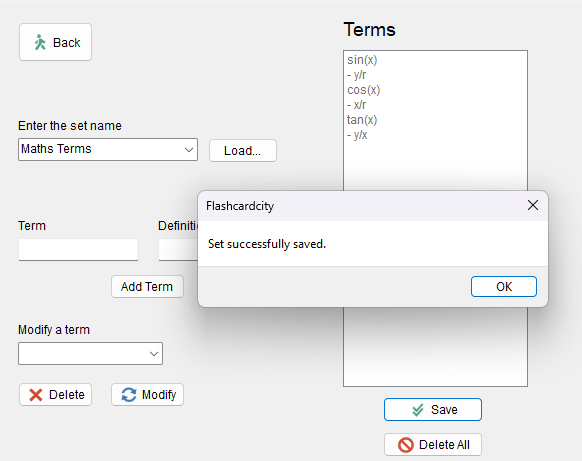 Back
Terms
sin(x)
- y/r
cos(x)
- x/r
tan(x)
- y/x
Enter the set name
Maths Terms
Load...
Flashcardcity
Set successfully saved.
OK
Term
Definitio
Add Term
Modify a term
Delete
Modify
Save
Delete All